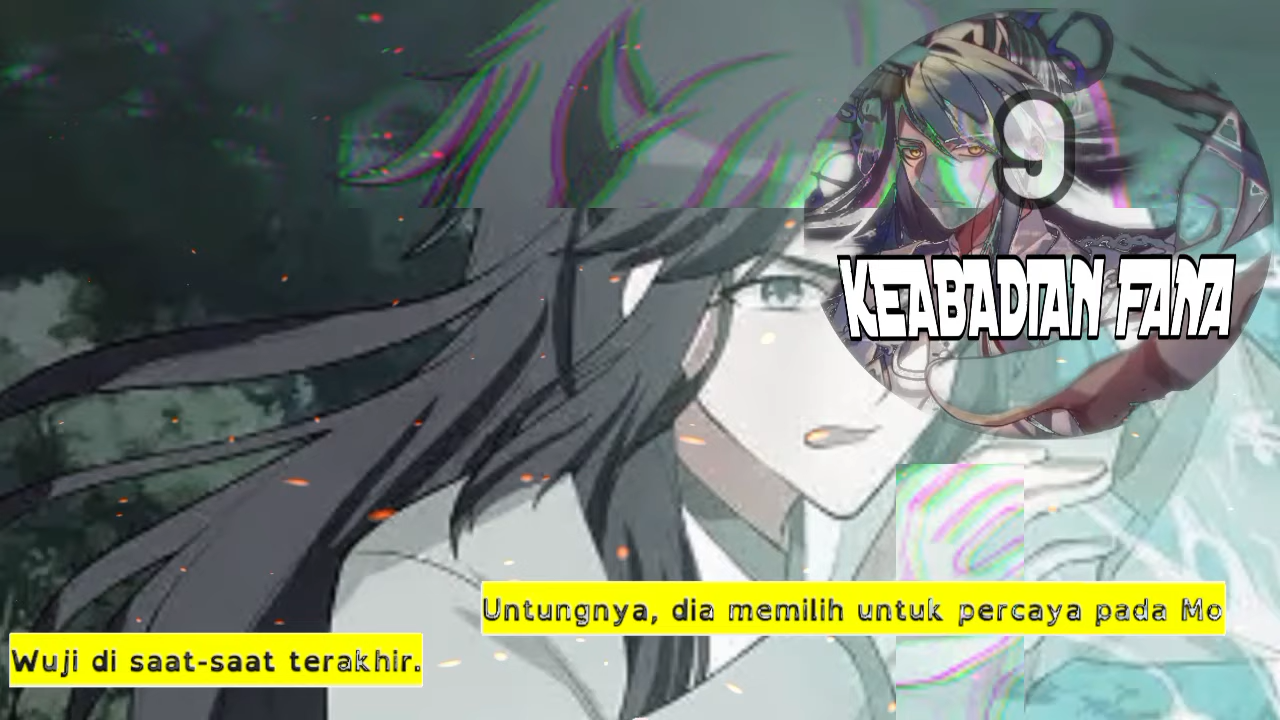 9
KEABADIAN FANA
Untungnya, dia memilih untuk percaya pada Mo
Wuji di saat-saat terakhir.